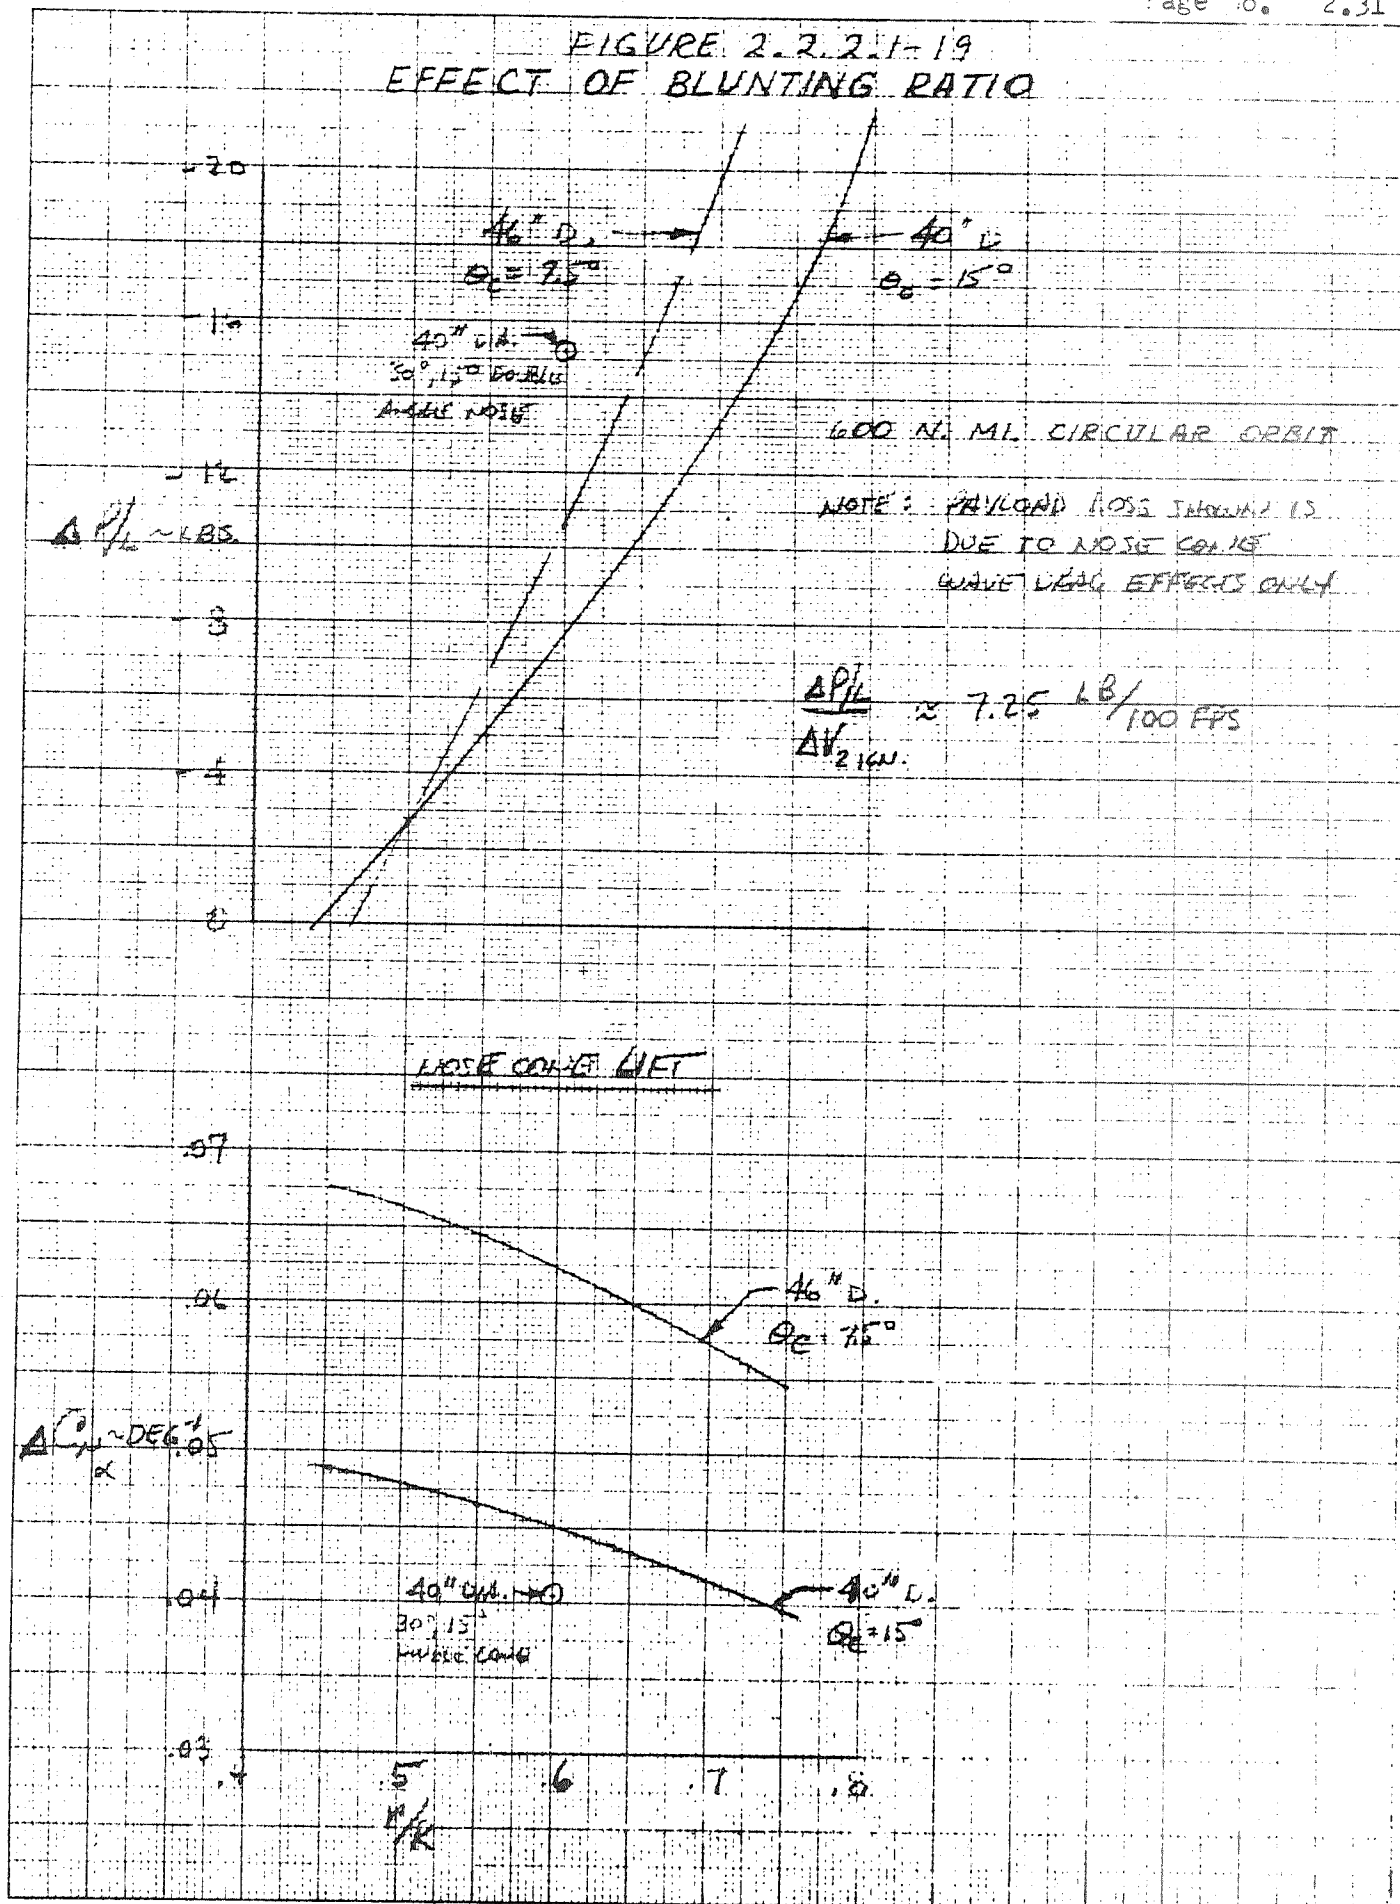 Page 2.31
FIGURE 2.2.2.1-19
EFFECT OF BLUNTING RATIO
-20
46" D.
θc = 7.5°
40" D
θc = 15°
-16
40" DIA.
30°, 15° DOUBLE
ANGLE NOSE
600 N. MI. CIRCULAR ORBIT
-12
Δ P/L ~ LBS.
NOTE: PAYLOAD LOSS SHOWN IS
DUE TO NOSE CONE
WAVE DRAG EFFECTS ONLY
-8
ΔP/L
ΔV2 IGN.
≈ 7.25 LB/100 FPS
-4
0
NOSE CONE LIFT
.07
.06
46" D.
θc = 7.5°
ΔCNα ~ DEG-1
.05
.04
40" DIA.
30°, 15°
40" D.
θc = 15°
.03
.4
.5
.6
.7
.8
r/R